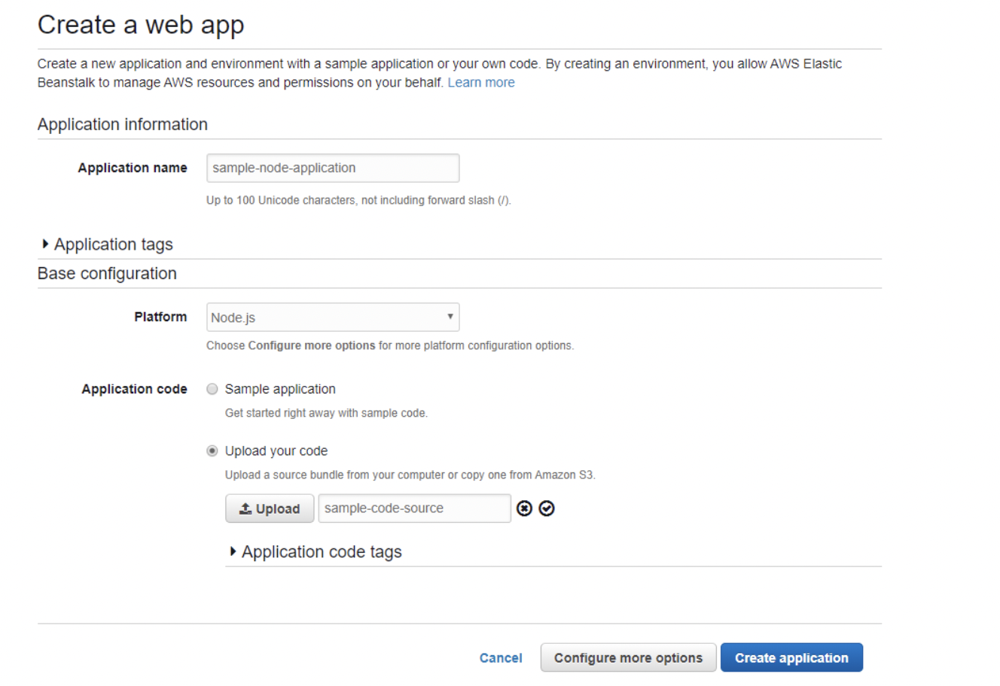 Create a web app
Create a new application and environment with a sample application or your own code. By creating an environment, you allow AWS Elastic
Beanstalk to manage AWS resources and permissions on your behalf. Learn more
Application information
Application name
sample-node-application
Up to 100 Unicode characters, not including forward slash (/).
Application tags
Base configuration
Platform
Node.js
Choose Configure more options for more platform configuration options.
Application code
Sample application
Get started right away with sample code.
Upload your code
Upload a source bundle from your computer or copy one from Amazon S3.
Upload
sample-code-source
Application code tags
Cancel
Configure more options
Create application